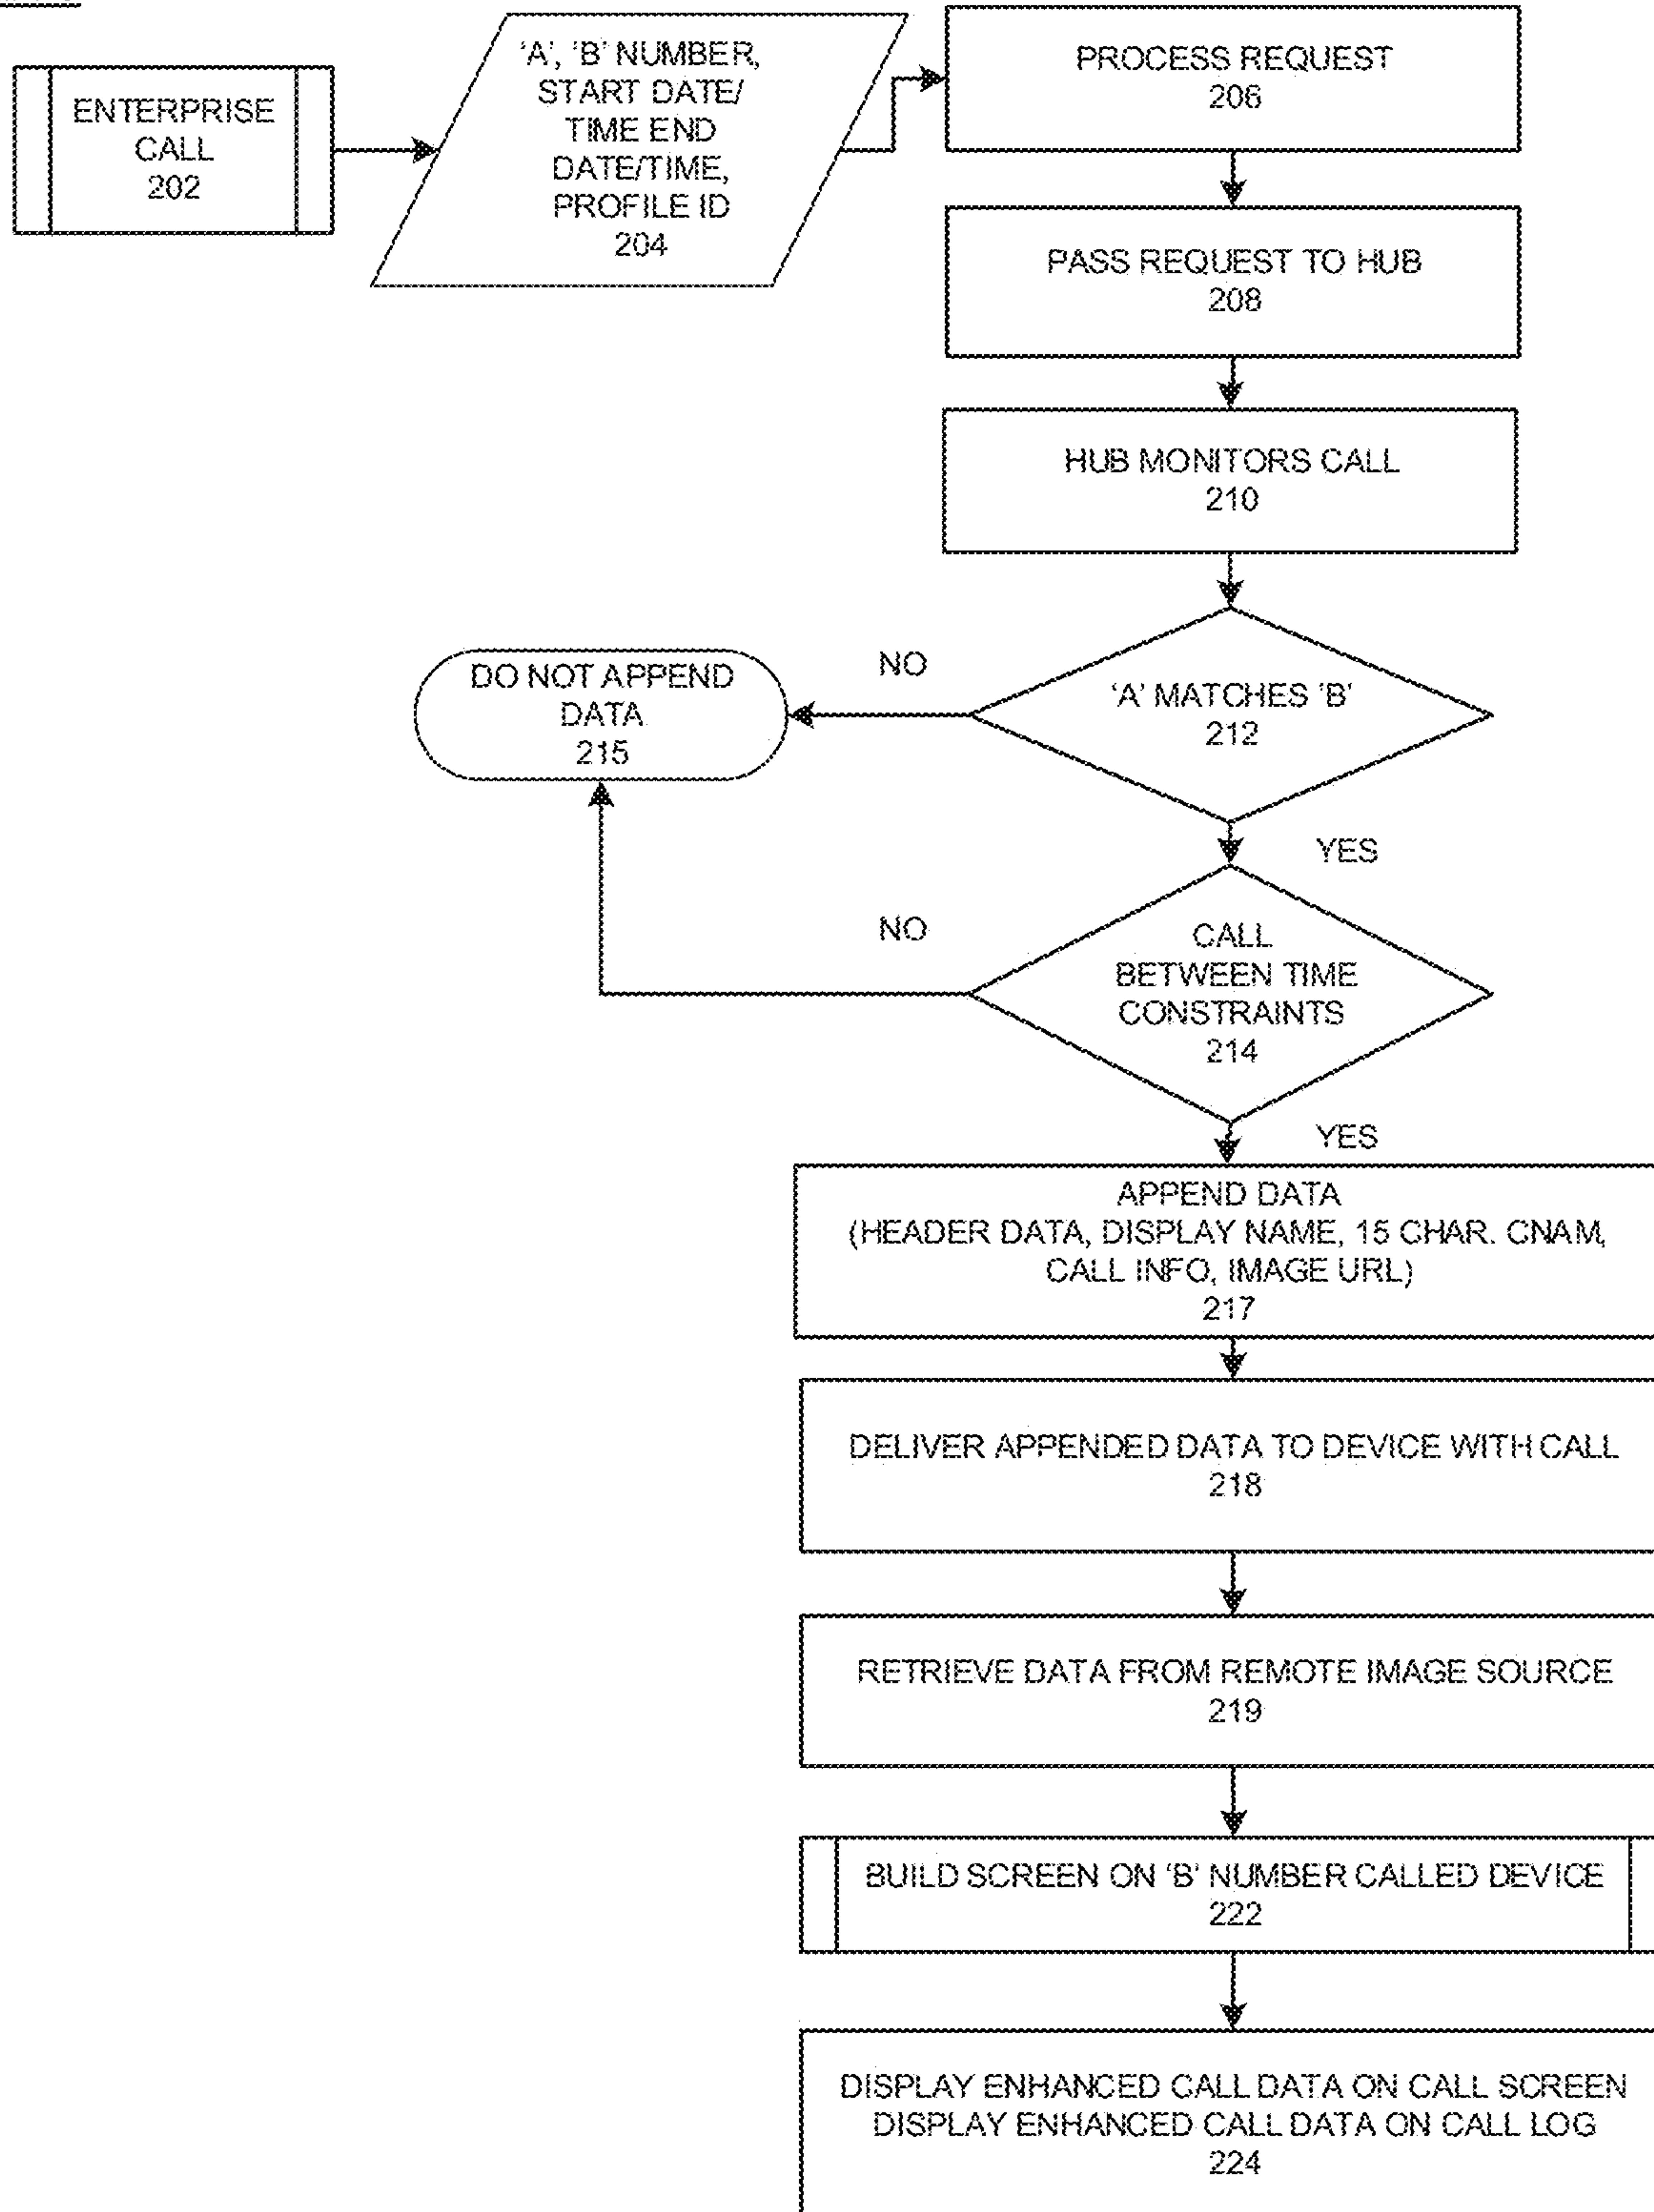 ENTERPRISE
CALL
202
'A', 'B' NUMBER,
START DATE/
TIME END
DATE/TIME,
PROFILE ID
204
PROCESS REQUEST
206
PASS REQUEST TO HUB
208
HUB MONITORS CALL
210
'A' MATCHES 'B'
212
NO
DO NOT APPEND
DATA
215
YES
CALL
BETWEEN TIME
CONSTRAINTS
214
NO
YES
APPEND DATA
(HEADER DATA, DISPLAY NAME, 15 CHAR. CNAM,
CALL INFO, IMAGE URL)
217
DELIVER APPENDED DATA TO DEVICE WITH CALL
218
RETRIEVE DATA FROM REMOTE IMAGE SOURCE
219
BUILD SCREEN ON 'B' NUMBER CALLED DEVICE
222
DISPLAY ENHANCED CALL DATA ON CALL SCREEN
DISPLAY ENHANCED CALL DATA ON CALL LOG
224